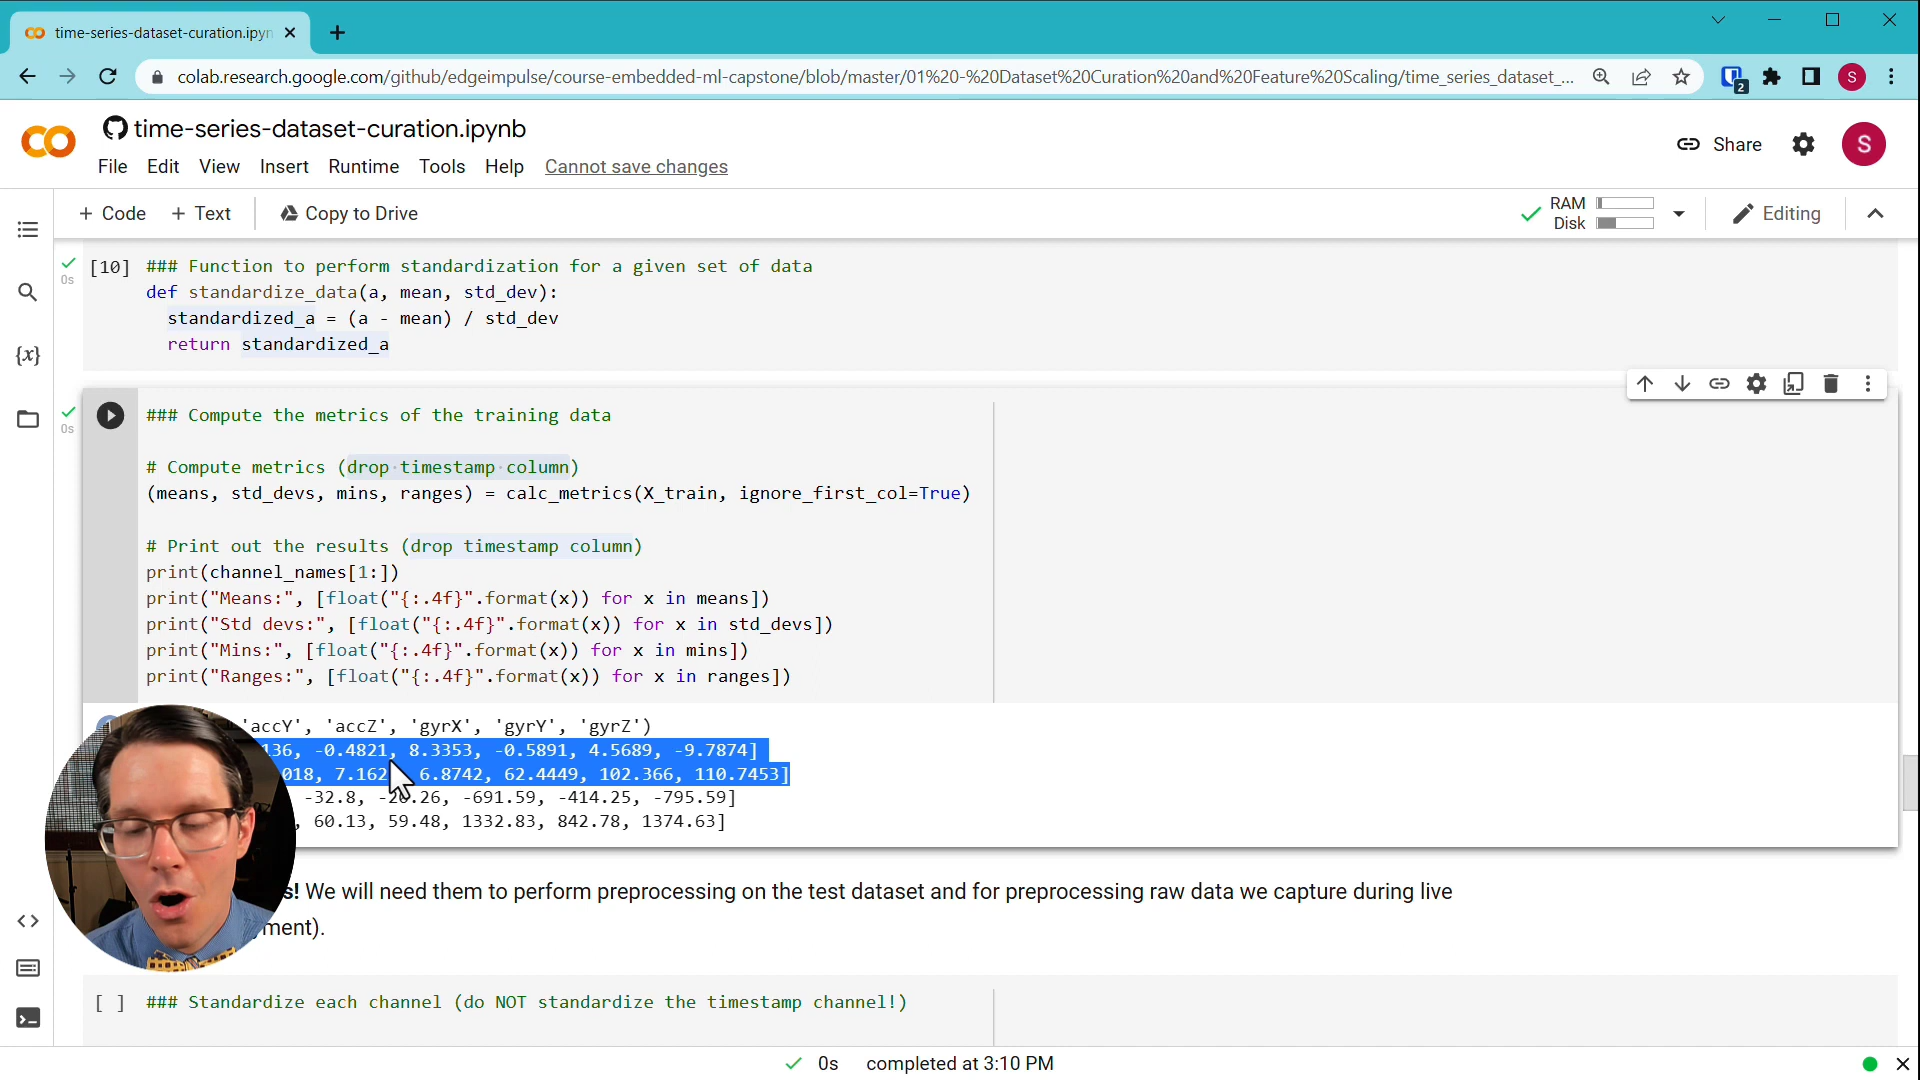 time-series-dataset-curation.ipyn
colab.research.google.com/github/edgeimpulse/course-embedded-ml-capstone/blob/master/01%20-%20Dataset%20Curation%20and%20Feature%20Scaling/time_series_dataset_...
2
S
time-series-dataset-curation.ipynb
File Edit View Insert Runtime Tools Help Cannot save changes
Share
S
+ Code + Text Copy to Drive
RAM
Disk
Editing
0s
[10] ### Function to perform standardization for a given set of data
def standardize_data(a, mean, std_dev):
standardized_a = (a - mean) / std_dev
return standardized_a
{x}
0s
### Compute the metrics of the training data
# Compute metrics (drop timestamp column)
(means, std_devs, mins, ranges) = calc_metrics(X_train, ignore_first_col=True)
# Print out the results (drop timestamp column)
print(channel_names[1:])
print("Means:", [float("{:.4f}".format(x)) for x in means])
print("Std devs:", [float("{:.4f}".format(x)) for x in std_devs])
print("Mins:", [float("{:.4f}".format(x)) for x in mins])
print("Ranges:", [float("{:.4f}".format(x)) for x in ranges])
'accY', 'accZ', 'gyrX', 'gyrY', 'gyrZ')
136, -0.4821, 8.3353, -0.5891, 4.5689, -9.7874]
018, 7.162 6.8742, 62.4449, 102.366, 110.7453]
-32.8, -20.26, -691.59, -414.25, -795.59]
, 60.13, 59.48, 1332.83, 842.78, 1374.63]
s! We will need them to perform preprocessing on the test dataset and for preprocessing raw data we capture during live
ment).
[ ] ### Standardize each channel (do NOT standardize the timestamp channel!)
0s completed at 3:10 PM